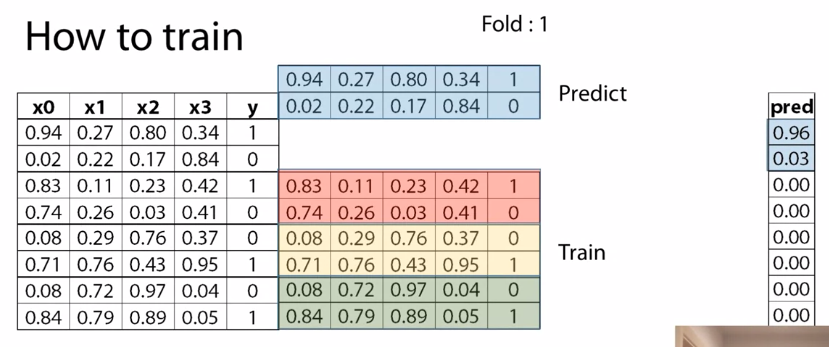 How to train
Fold : 1
0.94 0.27 0.80 0.34 1
0.02 0.22 0.17 0.84 0
Predict
x0 x1 x2 x3 y
0.94 0.27 0.80 0.34 1
0.02 0.22 0.17 0.84 0
0.83 0.11 0.23 0.42 1
0.74 0.26 0.03 0.41 0
0.08 0.29 0.76 0.37 0
0.71 0.76 0.43 0.95 1
0.08 0.72 0.97 0.04 0
0.84 0.79 0.89 0.05 1
0.83 0.11 0.23 0.42 1
0.74 0.26 0.03 0.41 0
0.08 0.29 0.76 0.37 0
0.71 0.76 0.43 0.95 1
0.08 0.72 0.97 0.04 0
0.84 0.79 0.89 0.05 1
Train
pred
0.96
0.03
0.00
0.00
0.00
0.00
0.00
0.00